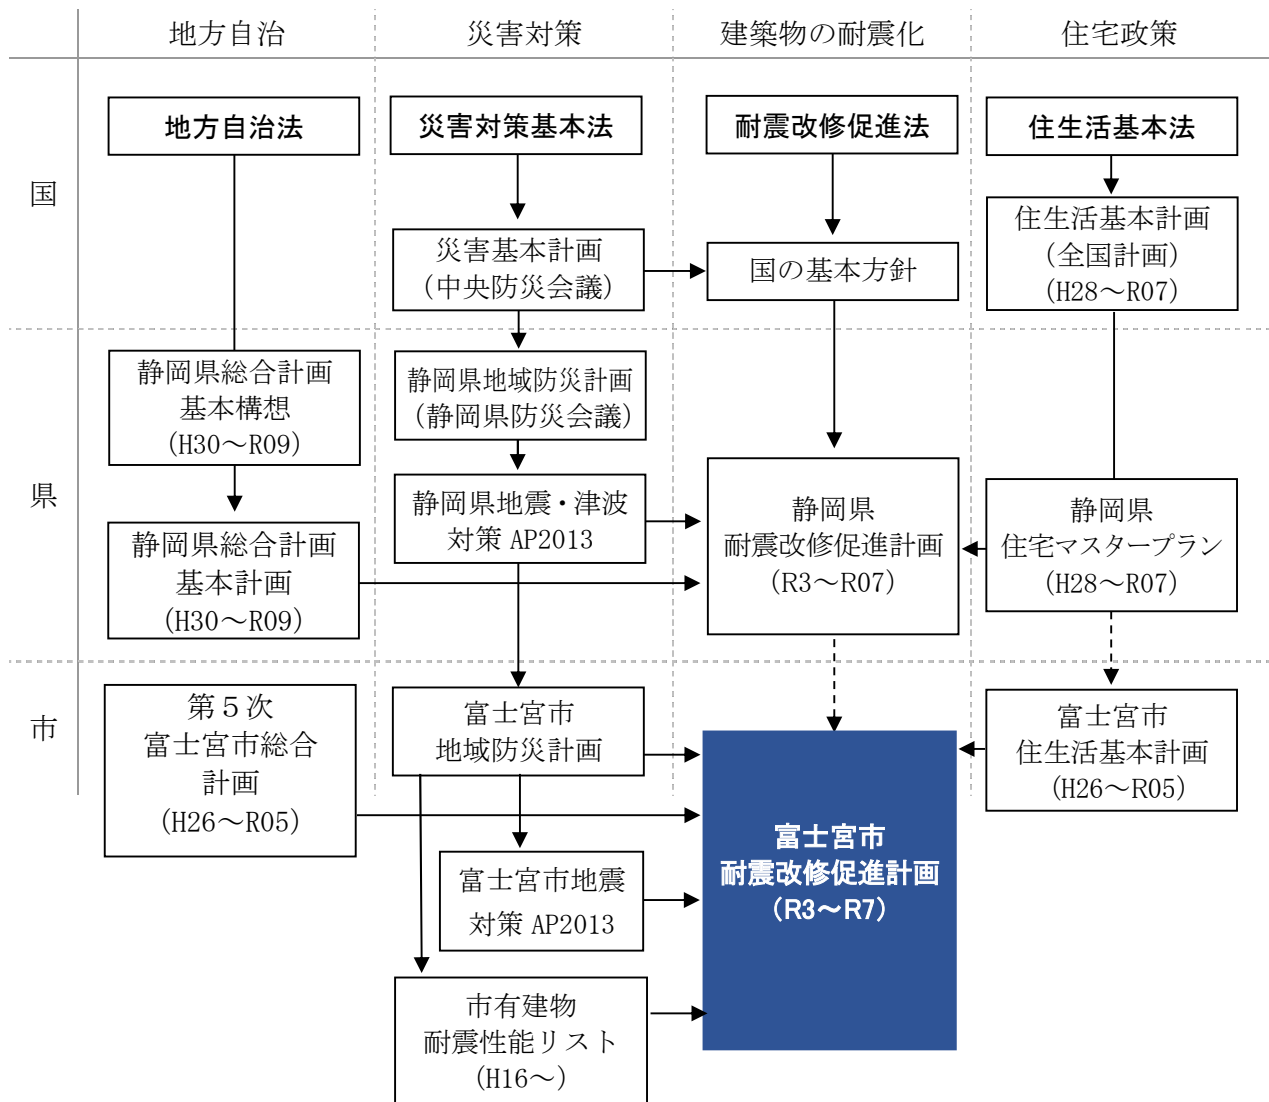 地方自治
災害対策
建築物の耐震化
住宅政策
国
地方自治法
災害対策基本法
耐震改修促進法
住生活基本法
災害基本計画
（中央防災会議）
国の基本方針
住生活基本計画
（全国計画）
（H28～R07）
県
静岡県総合計画
基本構想
（H30～R09）
静岡県総合計画
基本計画
（H30～R09）
静岡県地域防災計画
（静岡県防災会議）
静岡県地震・津波
対策 AP2013
静岡県
耐震改修促進計画
（R3～R07）
静岡県
住宅マスタープラン
（H28～R07）
市
第５次
富士宮市総合
計画
（H26～R05）
富士宮市
地域防災計画
富士宮市地震
対策 AP2013
市有建物
耐震性能リスト
（H16～）
富士宮市
耐震改修促進計画
（R3～R7）
富士宮市
住生活基本計画
（H26～R05）